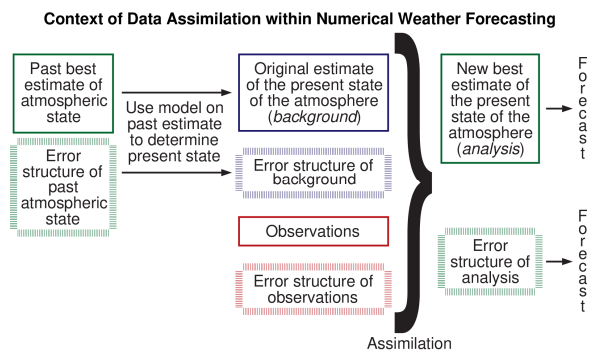 Context of Data Assimilation within Numerical Weather Forecasting
Past best
estimate of
atmospheric
state
Error
structure of
past
atmospheric
state
Use model on
past estimate
to determine
present state
Original estimate
of the present state
of the atmosphere
(background)
Error structure of
background
Observations
Error structure of
observations
Assimilation
New best
estimate of
the present
state of the
atmosphere
(analysis)
Forecast
Error
structure of
analysis
Forecast